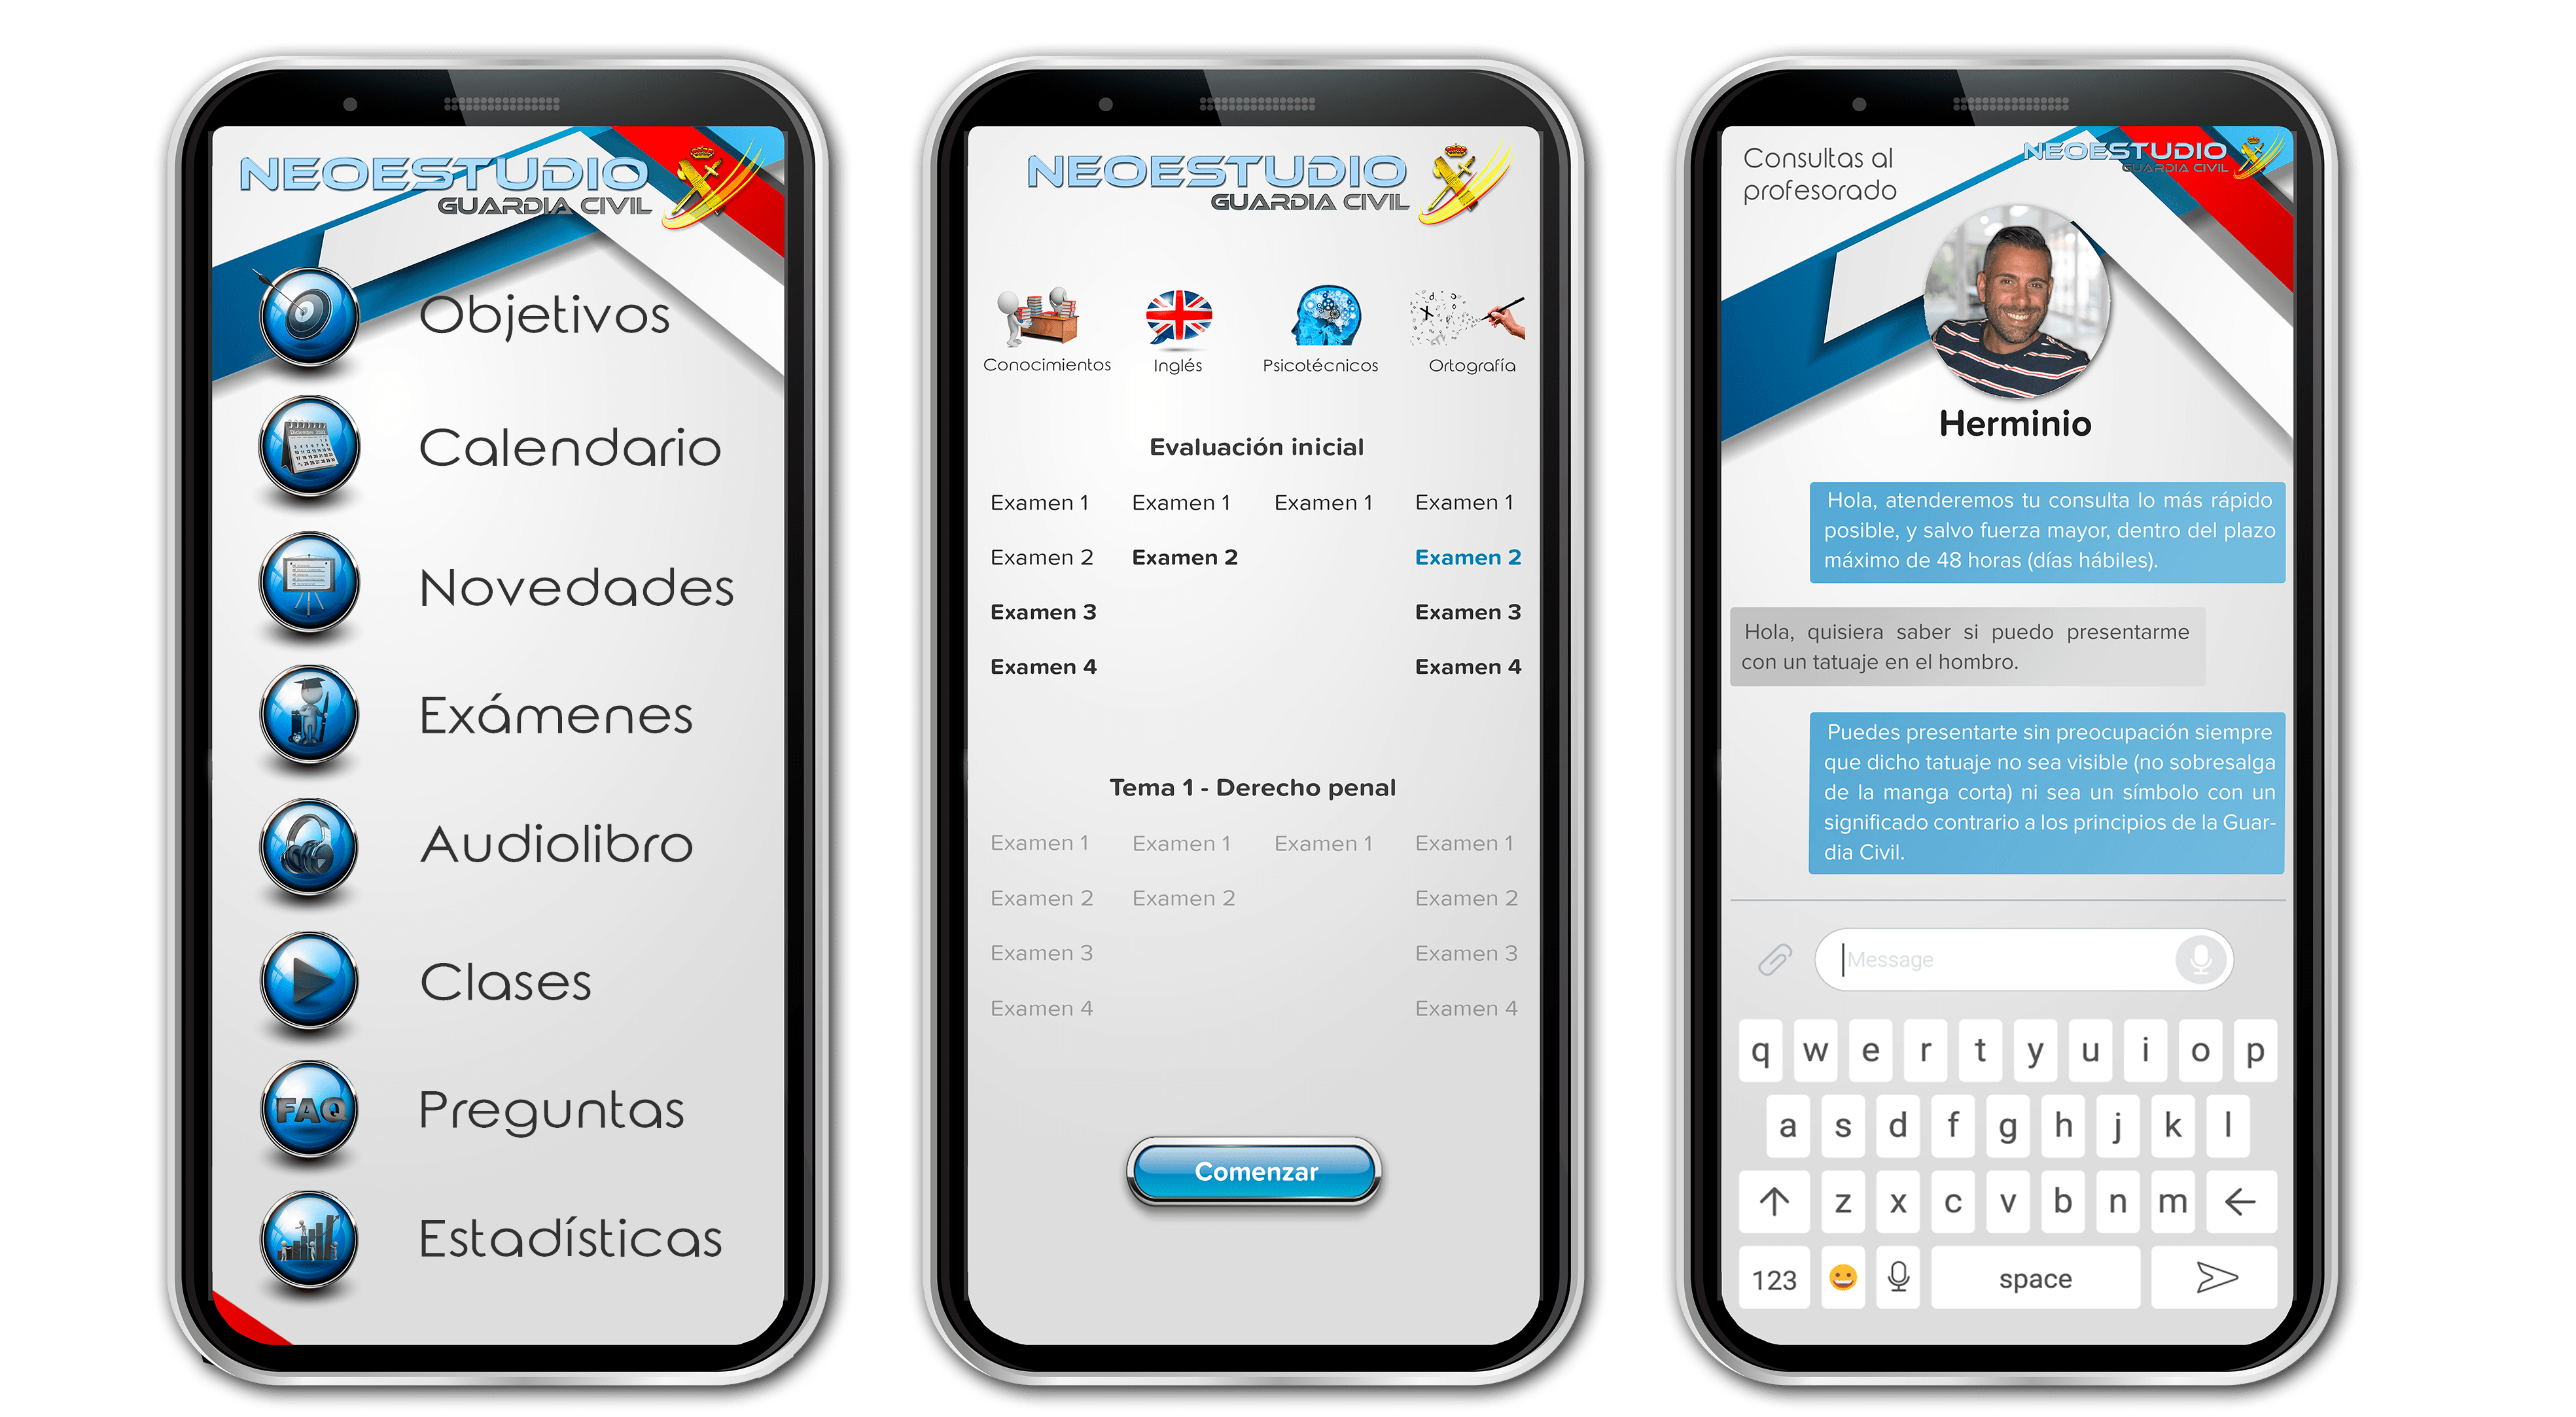 NEOESTUDIO
GUARDIA CIVIL
Objetivos
Calendario
Novedades
Exámenes
Audiolibro
Clases
FAQ
Preguntas
Estadísticas
NEOESTUDIO
GUARDIA CIVIL
Conocimientos Inglés Psicotécnicos Ortografía
Evaluación inicial
Examen 1 Examen 1 Examen 1 Examen 1
Examen 2 Examen 2 Examen 2
Examen 3 Examen 3
Examen 4 Examen 4
Tema 1 - Derecho penal
Examen 1 Examen 1 Examen 1 Examen 1
Examen 2 Examen 2 Examen 2
Examen 3 Examen 3
Examen 4 Examen 4
Comenzar
Consultas al
profesorado
NEOESTUDIO
GUARDIA CIVIL
Herminio
Hola, atenderemos tu consulta lo más rápido
posible, y salvo fuerza mayor, dentro del plazo
máximo de 48 horas (días hábiles).
Hola, quisiera saber si puedo presentarme
con un tatuaje en el hombro.
Puedes presentarte sin preocupación siempre
que dicho tatuaje no sea visible (no sobresalga
de la manga corta) ni sea un símbolo con un
significado contrario a los principios de la Guar-
dia Civil.
Message
q w e r t y u i o p
a s d f g h j k l
z x c v b n m
123 space